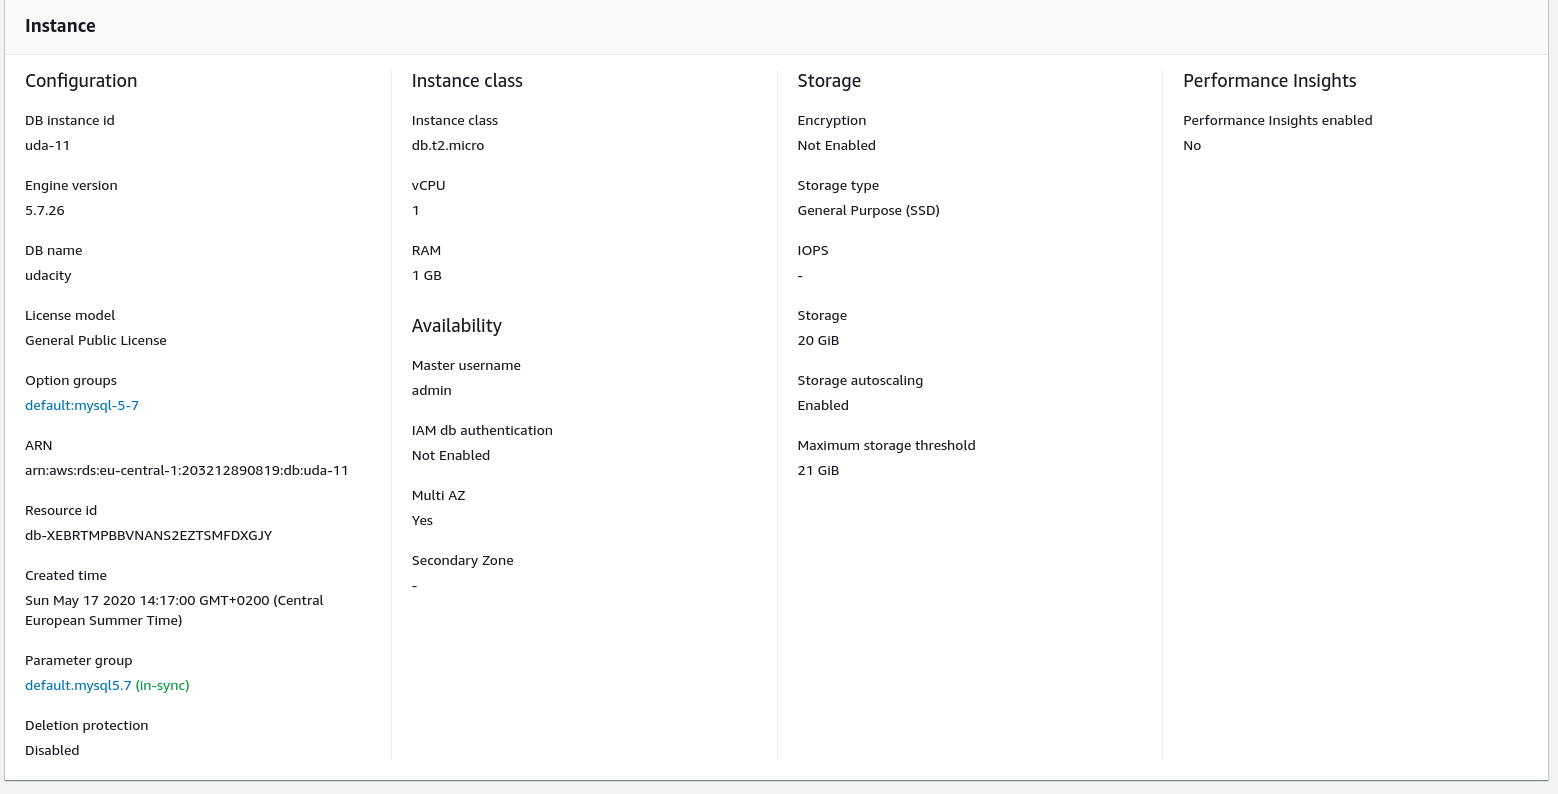 Instance
Configuration
DB instance id
uda-11
Engine version
5.7.26
DB name
udacity
License model
General Public License
Option groups
default:mysql-5-7
ARN
arn:aws:rds:eu-central-1:203212890819:db:uda-11
Resource id
db-XEBRTMPBBVNANS2EZTSMFDXGJY
Created time
Sun May 17 2020 14:17:00 GMT+0200 (Central
European Summer Time)
Parameter group
default.mysql5.7 (in-sync)
Deletion protection
Disabled
Instance class
Instance class
db.t2.micro
vCPU
1
RAM
1 GB
Availability
Master username
admin
IAM db authentication
Not Enabled
Multi AZ
Yes
Secondary Zone
-
Storage
Encryption
Not Enabled
Storage type
General Purpose (SSD)
IOPS
-
Storage
20 GiB
Storage autoscaling
Enabled
Maximum storage threshold
21 GiB
Performance Insights
Performance Insights enabled
No